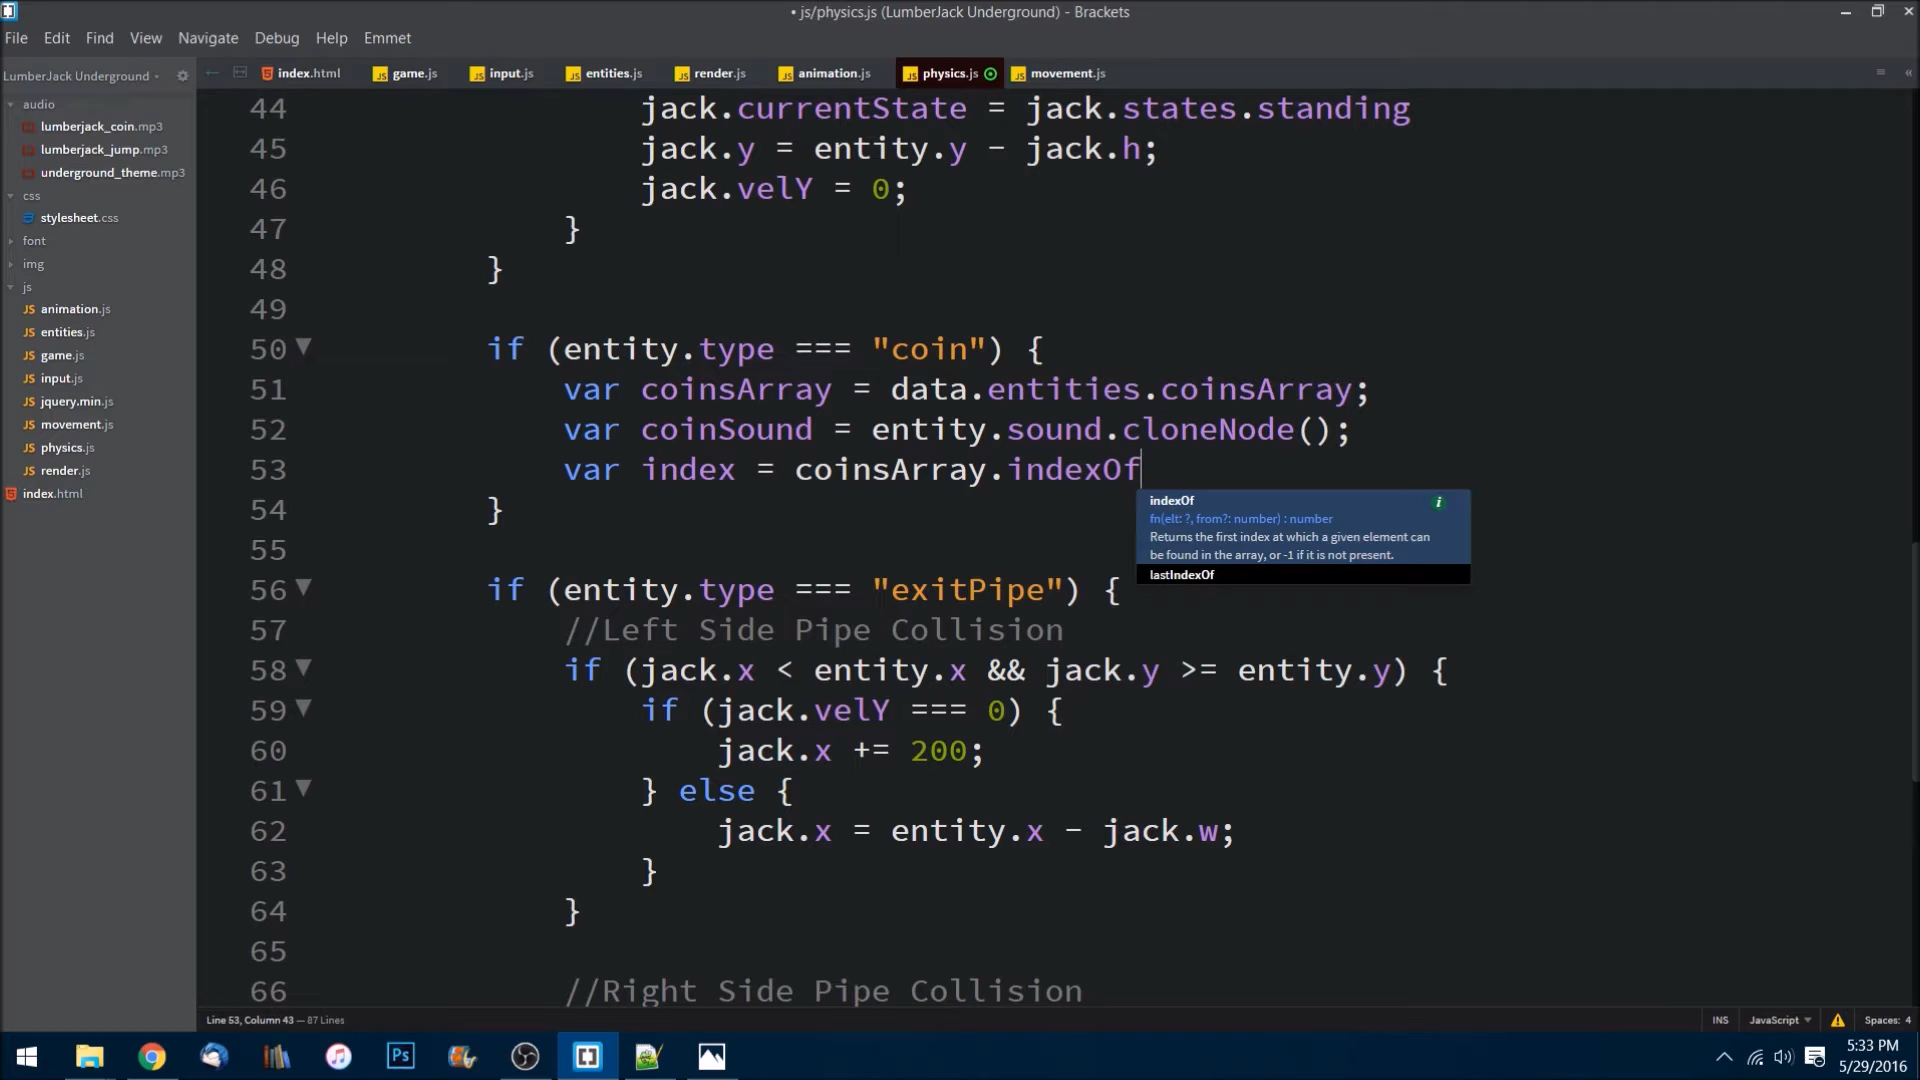 • js/physics.js (LumberJack Underground) - Brackets
File Edit Find View Navigate Debug Help Emmet
LumberJack Underground
index.html game.js input.js entities.js render.js animation.js physics.js movement.js
audio
lumberjack_coin.mp3
lumberjack_jump.mp3
underground_theme.mp3
css
stylesheet.css
font
img
js
JS animation.js
JS entities.js
JS game.js
JS input.js
JS jquery.min.js
JS movement.js
JS physics.js
JS render.js
index.html
44 jack.currentState = jack.states.standing
45 jack.y = entity.y - jack.h;
46 jack.velY = 0;
47 }
48 }
49
50 if (entity.type === "coin") {
51 var coinsArray = data.entities.coinsArray;
52 var coinSound = entity.sound.cloneNode();
53 var index = coinsArray.indexOf
54 }
55
56 if (entity.type === "exitPipe") {
57 //Left Side Pipe Collision
58 if (jack.x < entity.x && jack.y >= entity.y) {
59 if (jack.velY === 0) {
60 jack.x += 200;
61 } else {
62 jack.x = entity.x - jack.w;
63 }
64 }
65
66 //Right Side Pipe Collision
indexOf
fn(elt: ?, from?: number) : number
Returns the first index at which a given element can
be found in the array, or -1 if it is not present.
lastIndexOf
Line 53, Column 43 — 87 Lines
INS JavaScript Spaces: 4
Ps
5:33 PM
5/29/2016